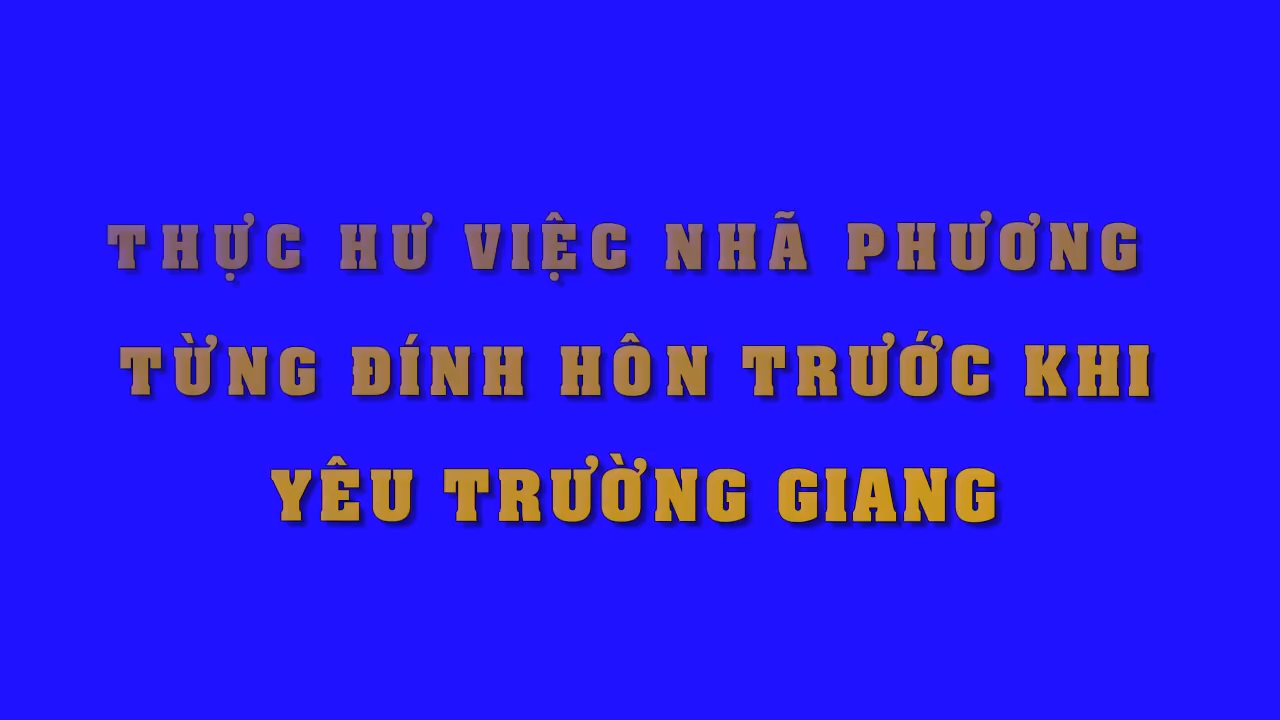 THỰC HƯ VIỆC NHÃ PHƯƠNG
TỪNG ĐÍNH HÔN TRƯỚC KHI
YÊU TRƯỜNG GIANG